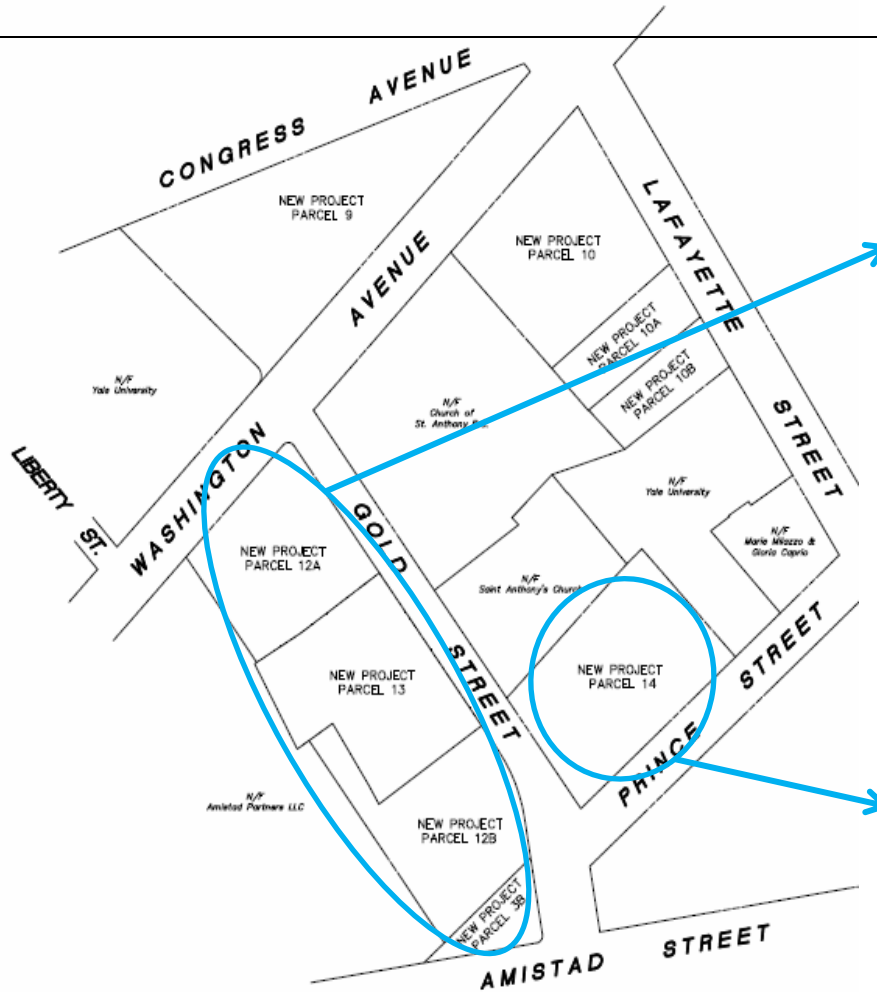 CONGRESS AVENUE
NEW PROJECT
PARCEL 9
WASHINGTON AVENUE
NEW PROJECT
PARCEL 10
LAFAYETTE STREET
NEW PROJECT
PARCEL 10A
NEW PROJECT
PARCEL 10B
N/F
Yale University
N/F
Church of
St. Anthony
LIBERTY ST.
N/F
Yale University
N/F
Marie Milazzo &
Gloria Caprio
NEW PROJECT
PARCEL 12A
GOLD STREET
N/F
Saint Anthony's Church
NEW PROJECT
PARCEL 13
NEW PROJECT
PARCEL 14
PRINCE STREET
N/F
Amistad Partners LLC
NEW PROJECT
PARCEL 12B
NEW PROJECT
PARCEL 3B
AMISTAD STREET